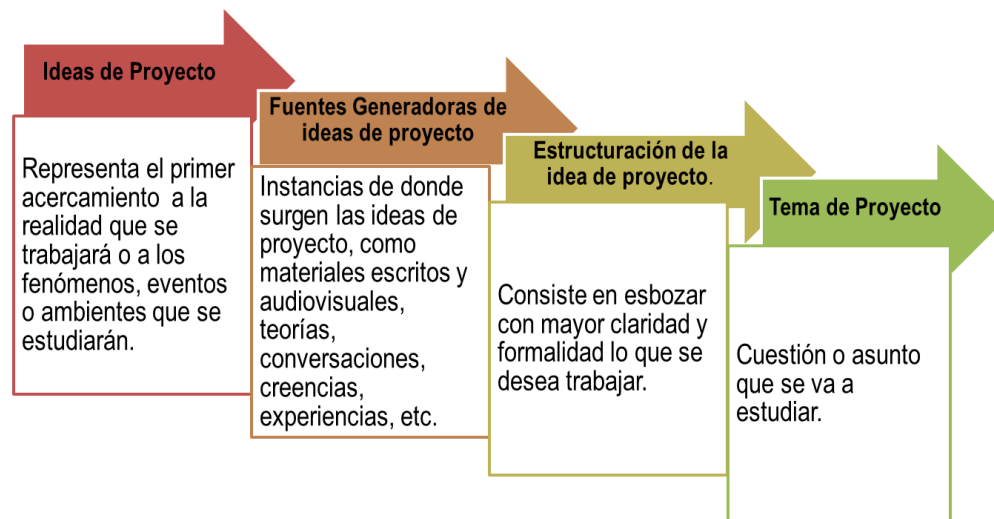 Ideas de Proyecto
Representa el primer
acercamiento a la
realidad que se
trabajará o a los
fenómenos, eventos
o ambientes que se
estudiarán.
Fuentes Generadoras de
ideas de proyecto
Instancias de donde
surgen las ideas de
proyecto, como
materiales escritos y
audiovisuales,
teorías,
conversaciones,
creencias,
experiencias, etc.
Estructuración de la
idea de proyecto.
Consiste en esbozar
con mayor claridad y
formalidad lo que se
desea trabajar.
Tema de Proyecto
Cuestión o asunto
que se va a
estudiar.